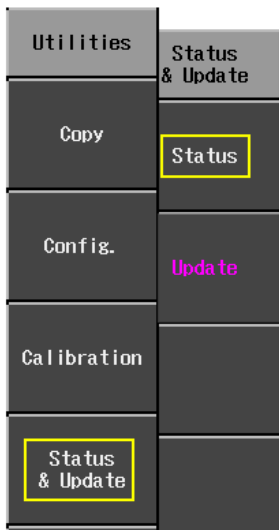 Utilities
Copy
Config.
Calibration
Status
& Update
Status
& Update
Status
Update